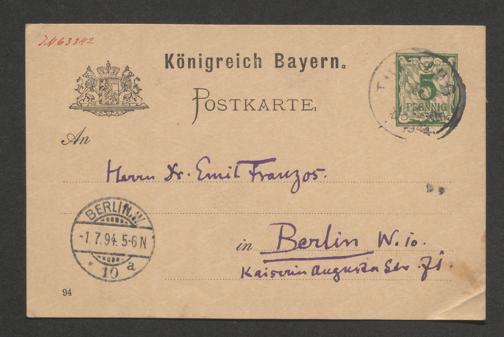 I.N 63342
Königreich Bayern.
POSTKARTE.
5
PFENNIG
An
Herrn Dr. Emil Franzos.
BERLIN.W.
-1.7.94. 5-6N
* 10 a
in Berlin W. 10.
Kaiserin Augusta Str. 71.
94